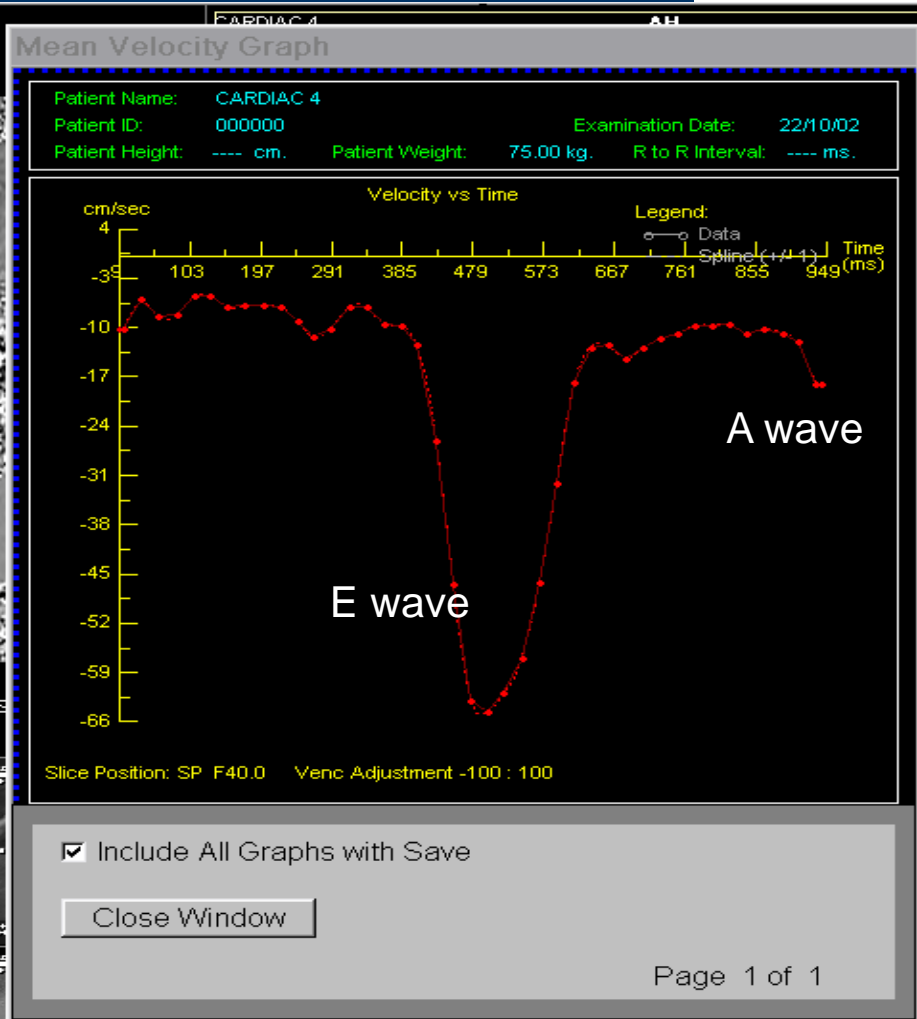 CARDIAC 4 AH
Mean Velocity Graph
Patient Name: CARDIAC 4
Patient ID: 000000 Examination Date: 22/10/02
Patient Height: ---- cm. Patient Weight: 75.00 kg. R to R Interval: ---- ms.
Velocity vs Time
cm/sec
Legend:
Data
Spline (+/- 1)
4
-3
-10
-17
-24
-31
-38
-45
-52
-59
-66
9 103 197 291 385 479 573 667 761 855 949
Time
(ms)
A wave
E wave
Slice Position: SP F40.0 Venc Adjustment -100 : 100
Include All Graphs with Save
Close Window
Page 1 of 1